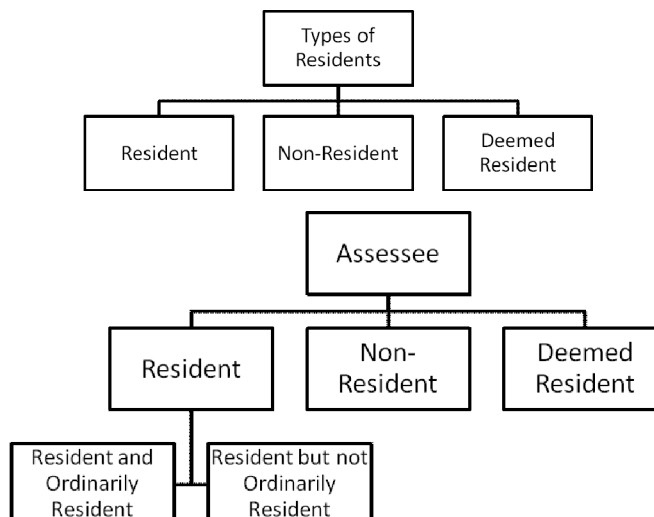 Types of
Residents
Resident
Non-Resident
Deemed
Resident
Assessee
Resident
Non-
Resident
Deemed
Resident
Resident and
Ordinarily
Resident
Resident but not
Ordinarily
Resident